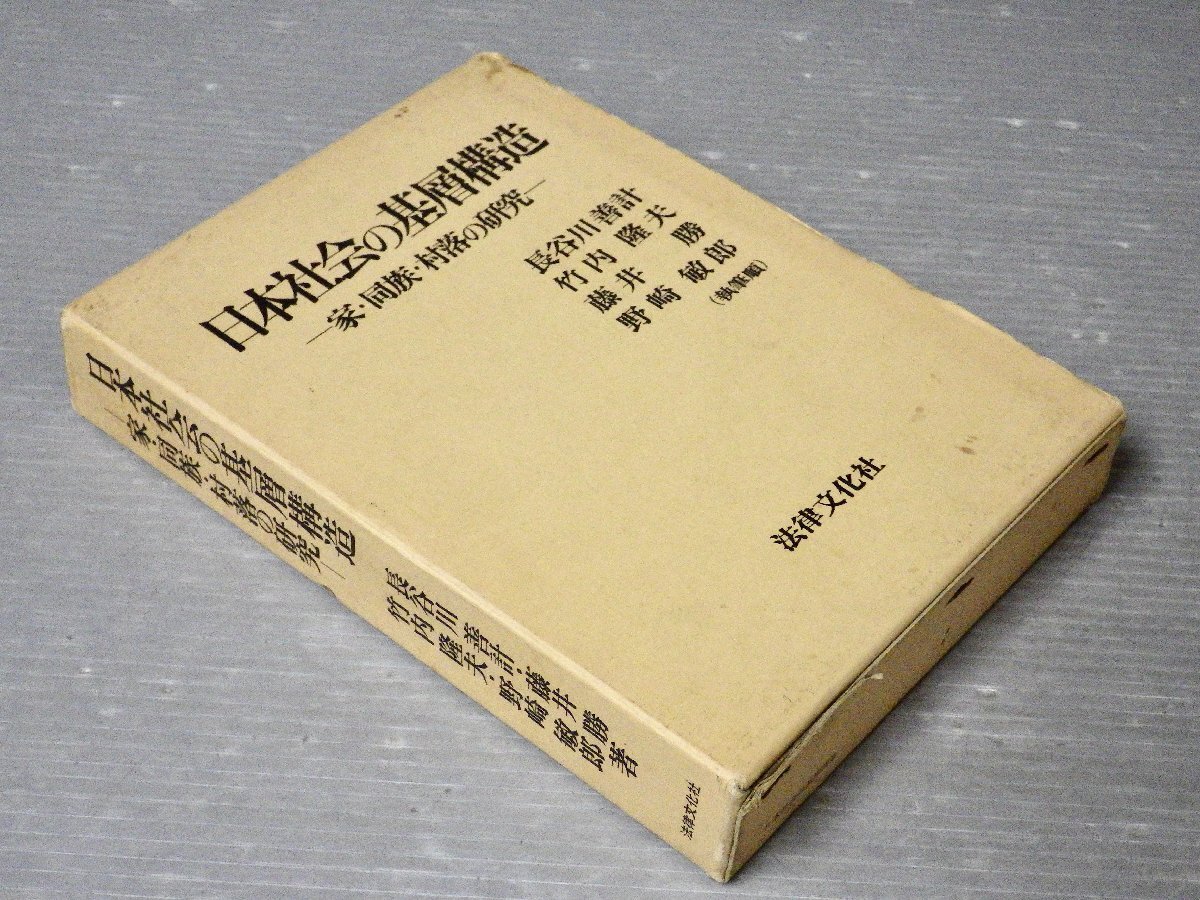 日本社会の基層構造
―家・同族・村落の研究―
長谷川善計
竹内隆夫
藤井勝
野崎敏郎
(執筆順)
法律文化社
日本社会の基層構造
―家・同族・村落の研究―
長谷川善計・藤井勝
竹内隆夫・野崎敏郎 著
法律文化社